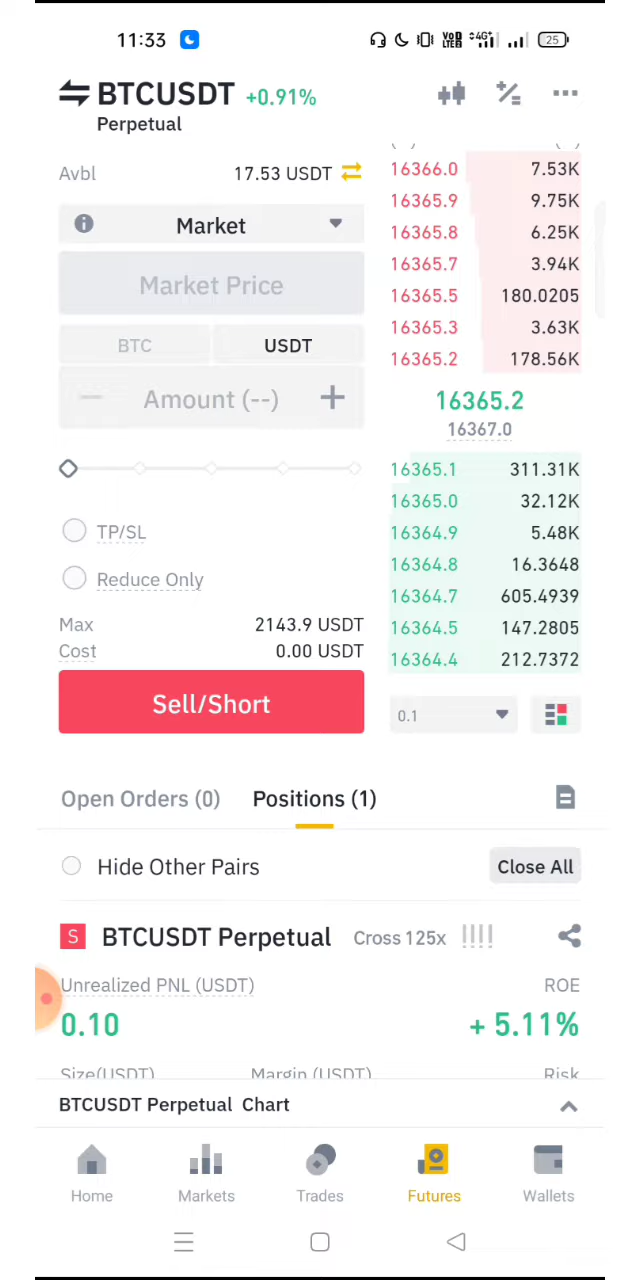 11:33
VoD LTED 4G 25
BTCUSDT +0.91%
Perpetual
Avbl 17.53 USDT
Market
Market Price
BTC USDT
Amount (--)
TP/SL
Reduce Only
Max 2143.9 USDT
Cost 0.00 USDT
Sell/Short
16366.0 7.53K
16365.9 9.75K
16365.8 6.25K
16365.7 3.94K
16365.5 180.0205
16365.3 3.63K
16365.2 178.56K
16365.2
16367.0
16365.1 311.31K
16365.0 32.12K
16364.9 5.48K
16364.8 16.3648
16364.7 605.4939
16364.5 147.2805
16364.4 212.7372
0.1
Open Orders (0) Positions (1)
Hide Other Pairs Close All
S BTCUSDT Perpetual Cross 125x !!!!
Unrealized PNL (USDT) ROE
0.10 + 5.11%
Size(USDT) Margin (USDT) Risk
BTCUSDT Perpetual Chart
Home Markets Trades Futures Wallets